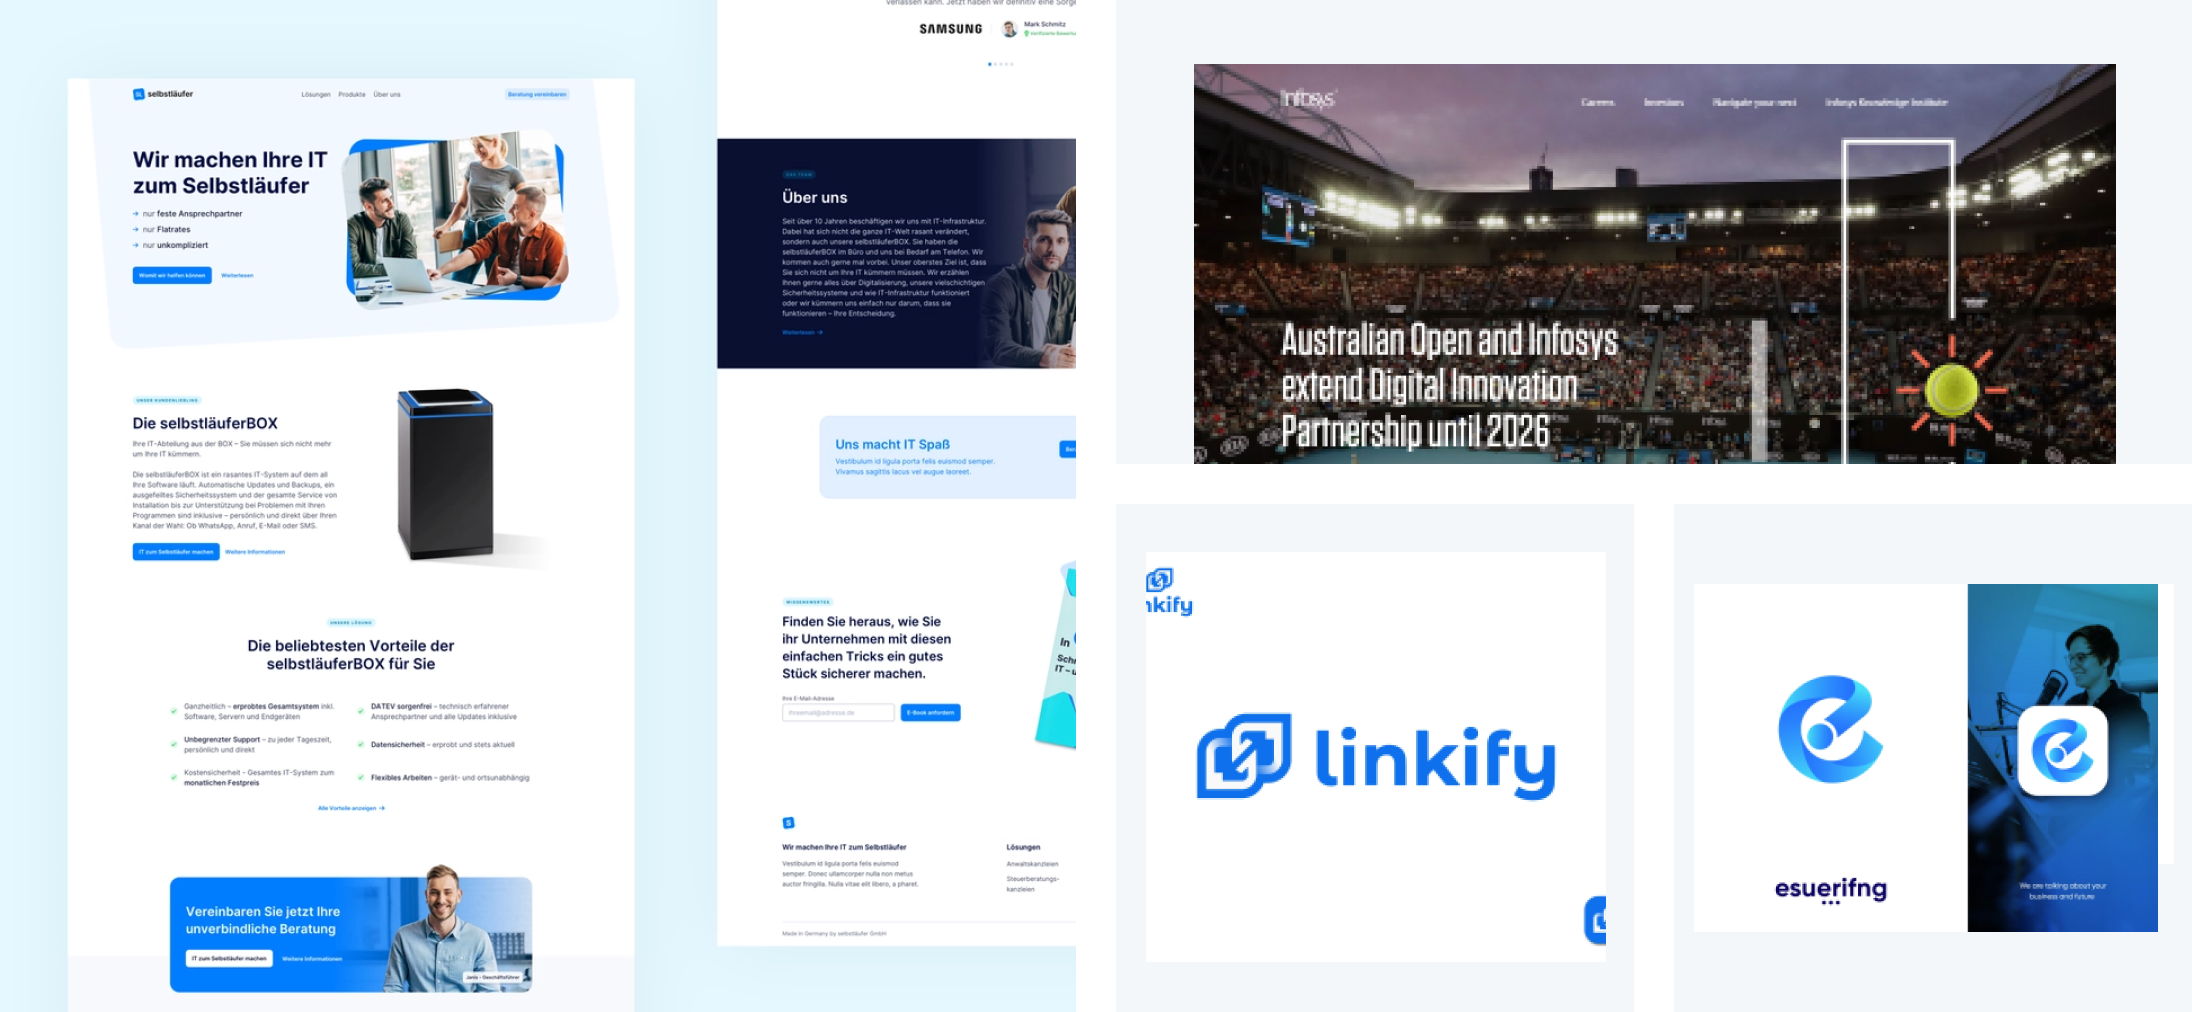 SL selbstläufer
Lösungen Produkte Über uns
Beratung vereinbaren
Wir machen Ihre IT
zum Selbstläufer
→ nur feste Ansprechpartner
→ nur Flatrates
→ nur unkompliziert
Womit wir helfen können Weiterlesen
UNSER KUNDENLIEBLING
Die selbstläuferBOX
Ihre IT-Abteilung aus der BOX – Sie müssen sich nicht mehr
um Ihre IT kümmern.
Die selbstläuferBOX ist ein rasantes IT-System auf dem all
Ihre Software läuft. Automatische Updates und Backups, ein
ausgefeiltes Sicherheitssystem und der gesamte Service von
Installation bis zur Unterstützung bei Problemen mit Ihren
Programmen sind inklusive – persönlich und direkt über Ihren
Kanal der Wahl: Ob WhatsApp, Anruf, E-Mail oder SMS.
IT zum Selbstläufer machen Weitere Informationen
UNSERE LÖSUNG
Die beliebtesten Vorteile der
selbstläuferBOX für Sie
Ganzheitlich – erprobtes Gesamtsystem inkl.
Software, Servern und Endgeräten
Unbegrenzter Support – zu jeder Tageszeit,
persönlich und direkt
Kostensicherheit - Gesamtes IT-System zum
monatlichen Festpreis
DATEV sorgenfrei – technisch erfahrener
Ansprechpartner und alle Updates inklusive
Datensicherheit – erprobt und stets aktuell
Flexibles Arbeiten – gerät- und ortsunabhängig
Alle Vorteile anzeigen →
Vereinbaren Sie jetzt Ihre
unverbindliche Beratung
IT zum Selbstläufer machen Weitere Informationen
Janis - Geschäftsführer
verlassen kann. Jetzt haben wir definitiv eine Sorge
SAMSUNG
Mark Schmitz
Verifizierte Bewertu
DAS TEAM
Über uns
Seit über 10 Jahren beschäftigen wir uns mit IT-Infrastruktur.
Dabei hat sich nicht die ganze IT-Welt rasant verändert,
sondern auch unsere selbstläuferBOX. Sie haben die
selbstläuferBOX im Büro und uns bei Bedarf am Telefon. Wir
kommen auch gerne mal vorbei. Unser oberstes Ziel ist, dass
Sie sich nicht um Ihre IT kümmern müssen. Wir erzählen
Ihnen gerne alles über Digitalisierung, unsere vielschichtigen
Sicherheitssysteme und wie IT-Infrastruktur funktioniert
oder wir kümmern uns einfach nur darum, dass sie
funktionieren – Ihre Entscheidung.
Weiterlesen →
Uns macht IT Spaß
Vestibulum id ligula porta felis euismod semper.
Vivamus sagittis lacus vel augue laoreet.
Ber
WISSENSWERTES
Finden Sie heraus, wie Sie
ihr Unternehmen mit diesen
einfachen Tricks ein gutes
Stück sicherer machen.
Ihre E-Mail-Adresse
ihreemail@adresse.de
E-Book anfordern
In
Schr
IT – u
S
Wir machen Ihre IT zum Selbstläufer
Vestibulum id ligula porta felis euismod
semper. Donec ullamcorper nulla non metus
auctor fringilla. Nulla vitae elit libero, a pharet.
Lösungen
Anwaltskanzleien
Steuerberatungs-
kanzleien
Made in Germany by selbstläufer GmbH
Infosys
Careers Investors Navigate your next Infosys Knowledge Institute
Australian Open and Infosys
extend Digital Innovation
Partnership until 2026
nkify
linkify
esuerifng
We are talking about your
business and future